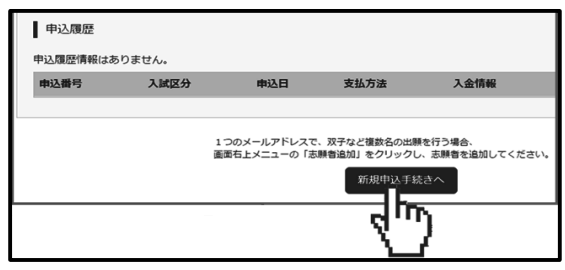 申込履歴
申込履歴情報はありません。
申込番号 入試区分 申込日 支払方法 入金情報
1つのメールアドレスで、双子など複数名の出願を行う場合、
画面右上メニューの「志願者追加」をクリックし、志願者を追加してください。
新規申込手続きへ